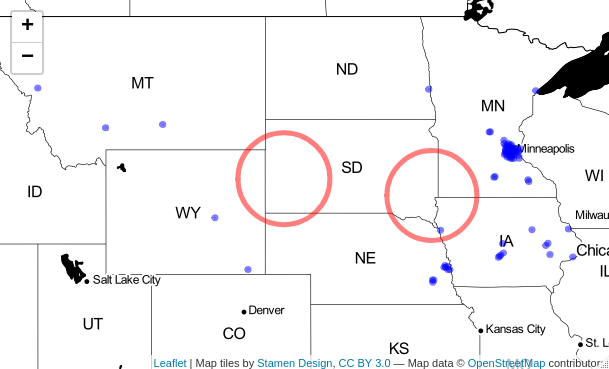 +
−
ND
MT
MN
Minneapolis
SD
WI
ID
WY
Milwau
IA
Chica
NE
IL
Salt Lake City
Denver
UT
CO
Kansas City
KS
St. L
Leaflet | Map tiles by Stamen Design, CC BY 3.0 — Map data © OpenStreetMap contributor